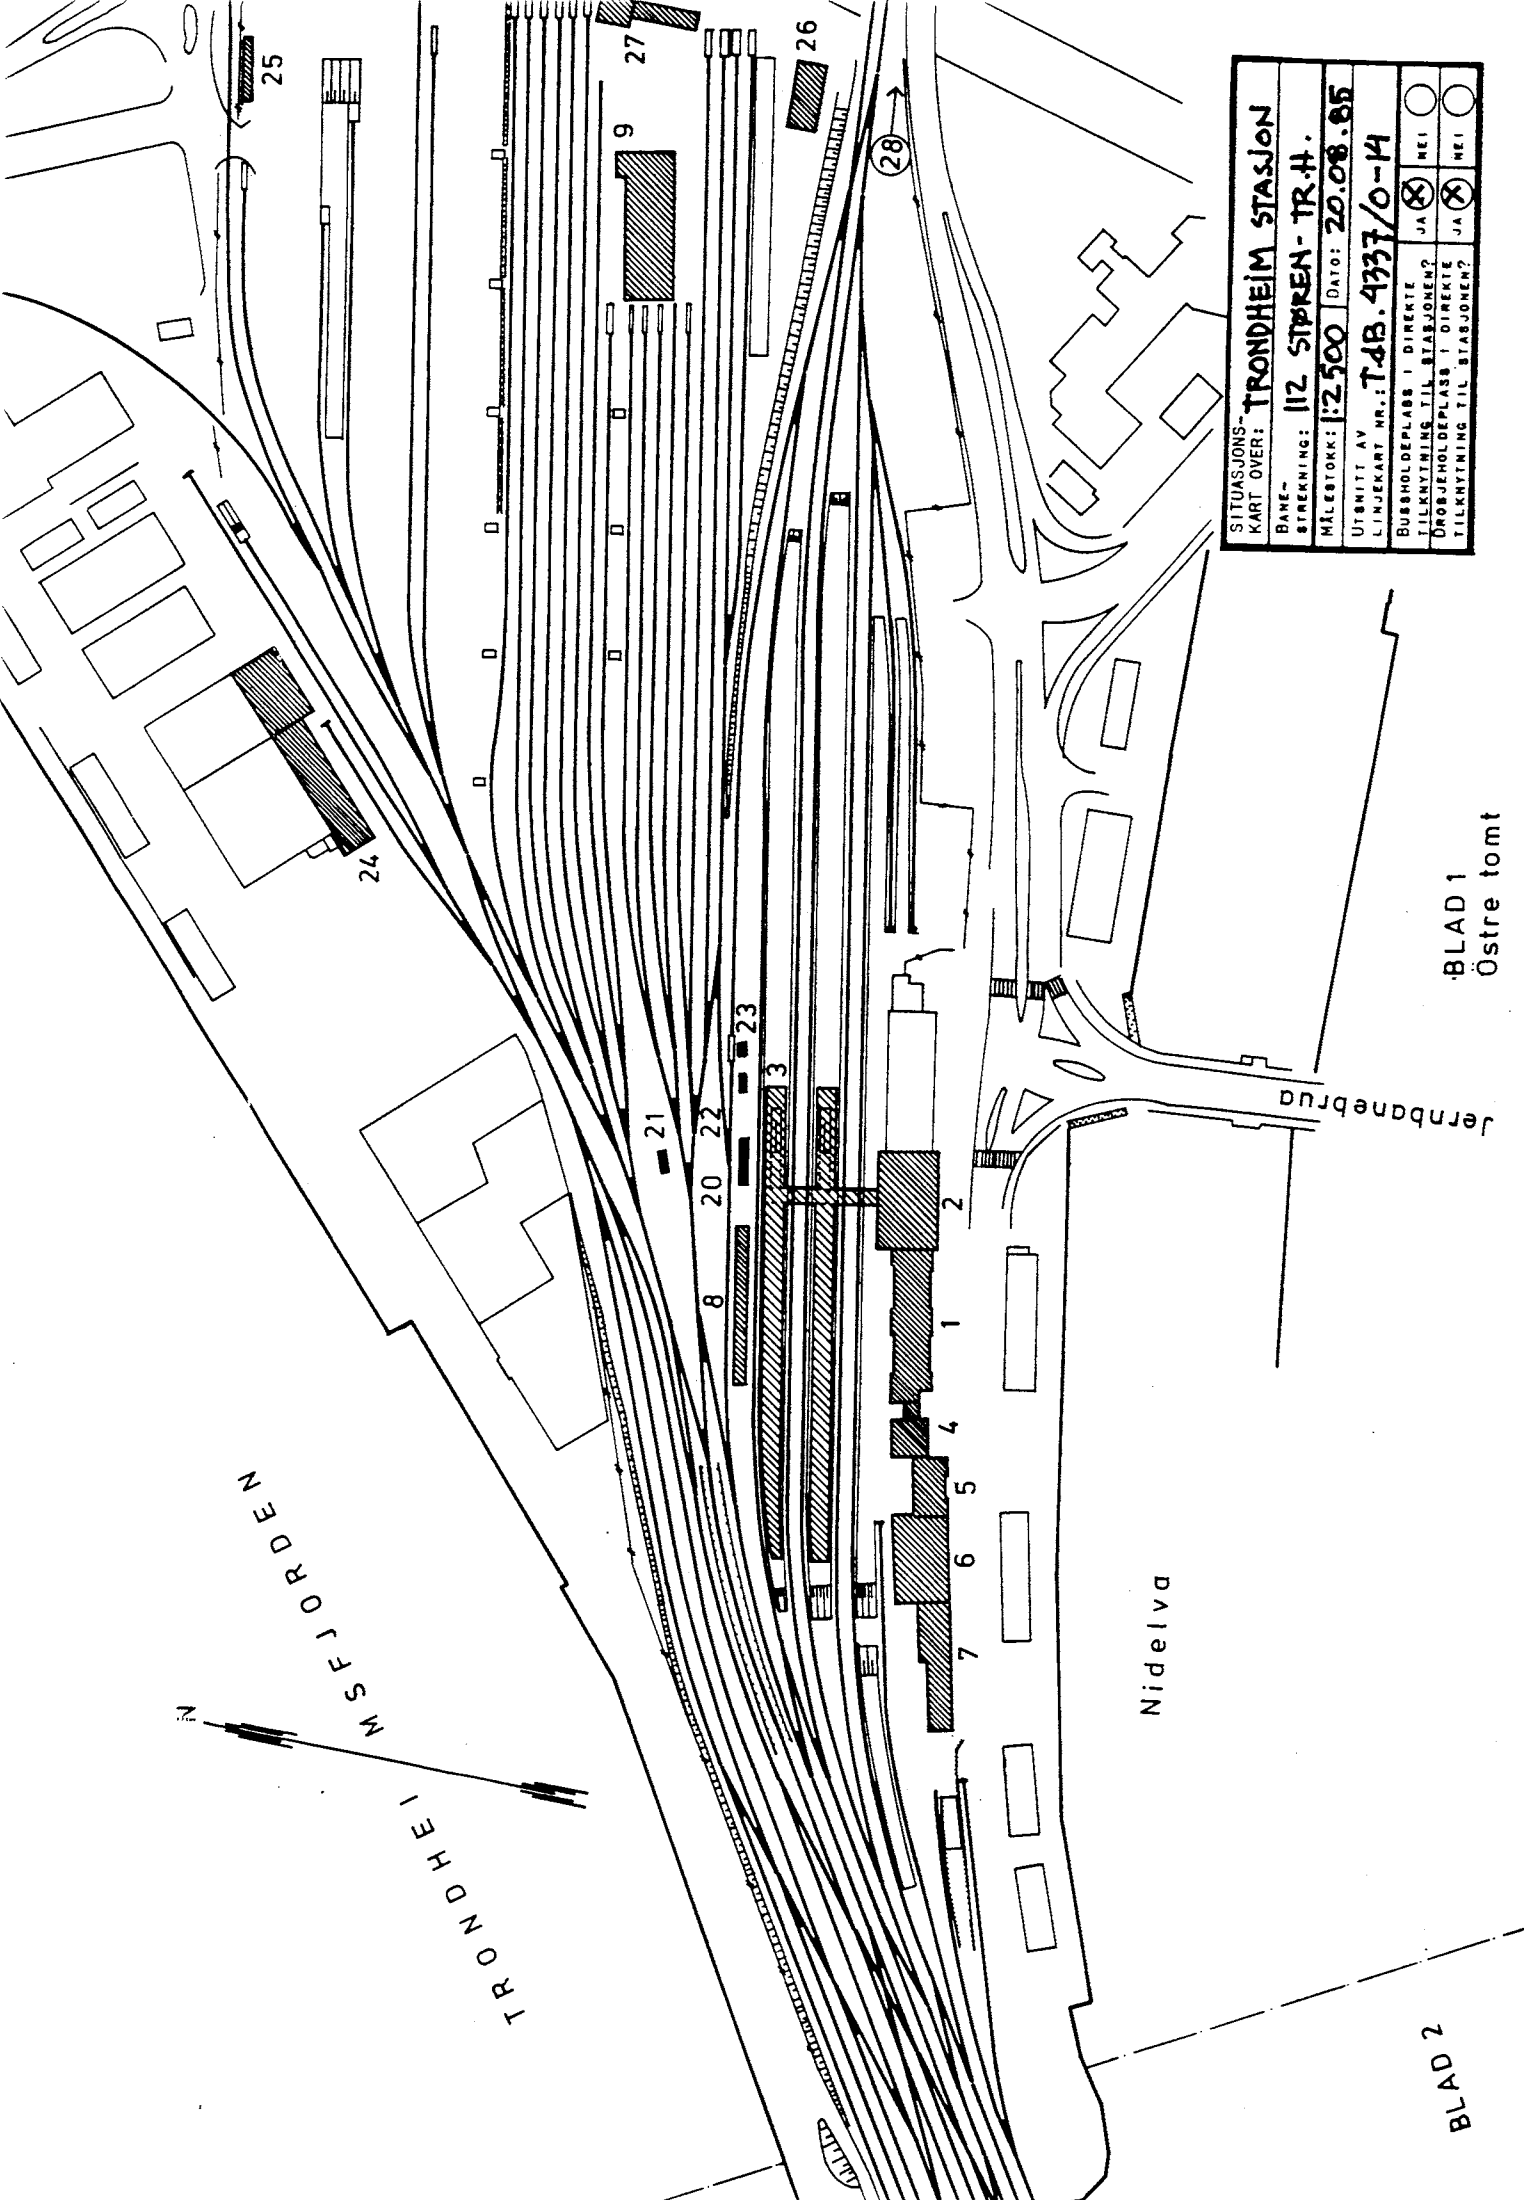 SITUASJONS-
KART OVER: TRONDHEIM STASJON
BANE-
STREKNING: 112 STØREN - TR.H.
MÅLESTOKK: 1:2500 DATO: 20.08.85
UTSNITT AV
LINJEKART NR.: T.d.B. 4337/0-14
BUSSHOLDEPLASS I DIREKTE
TILKNYTNING TIL STASJONEN? JA NEI
DROSJEHOLDEPLASS I DIREKTE
TILKNYTNING TIL STASJONEN? JA NEI
TRONDHEI MSFJORDEN
N
Nidelva
Jernbanebrua
BLAD 1
Östre tomt
BLAD 2
25
27
26
9
28
24
23
3
21
22
20
8
2
1
4
5
6
7